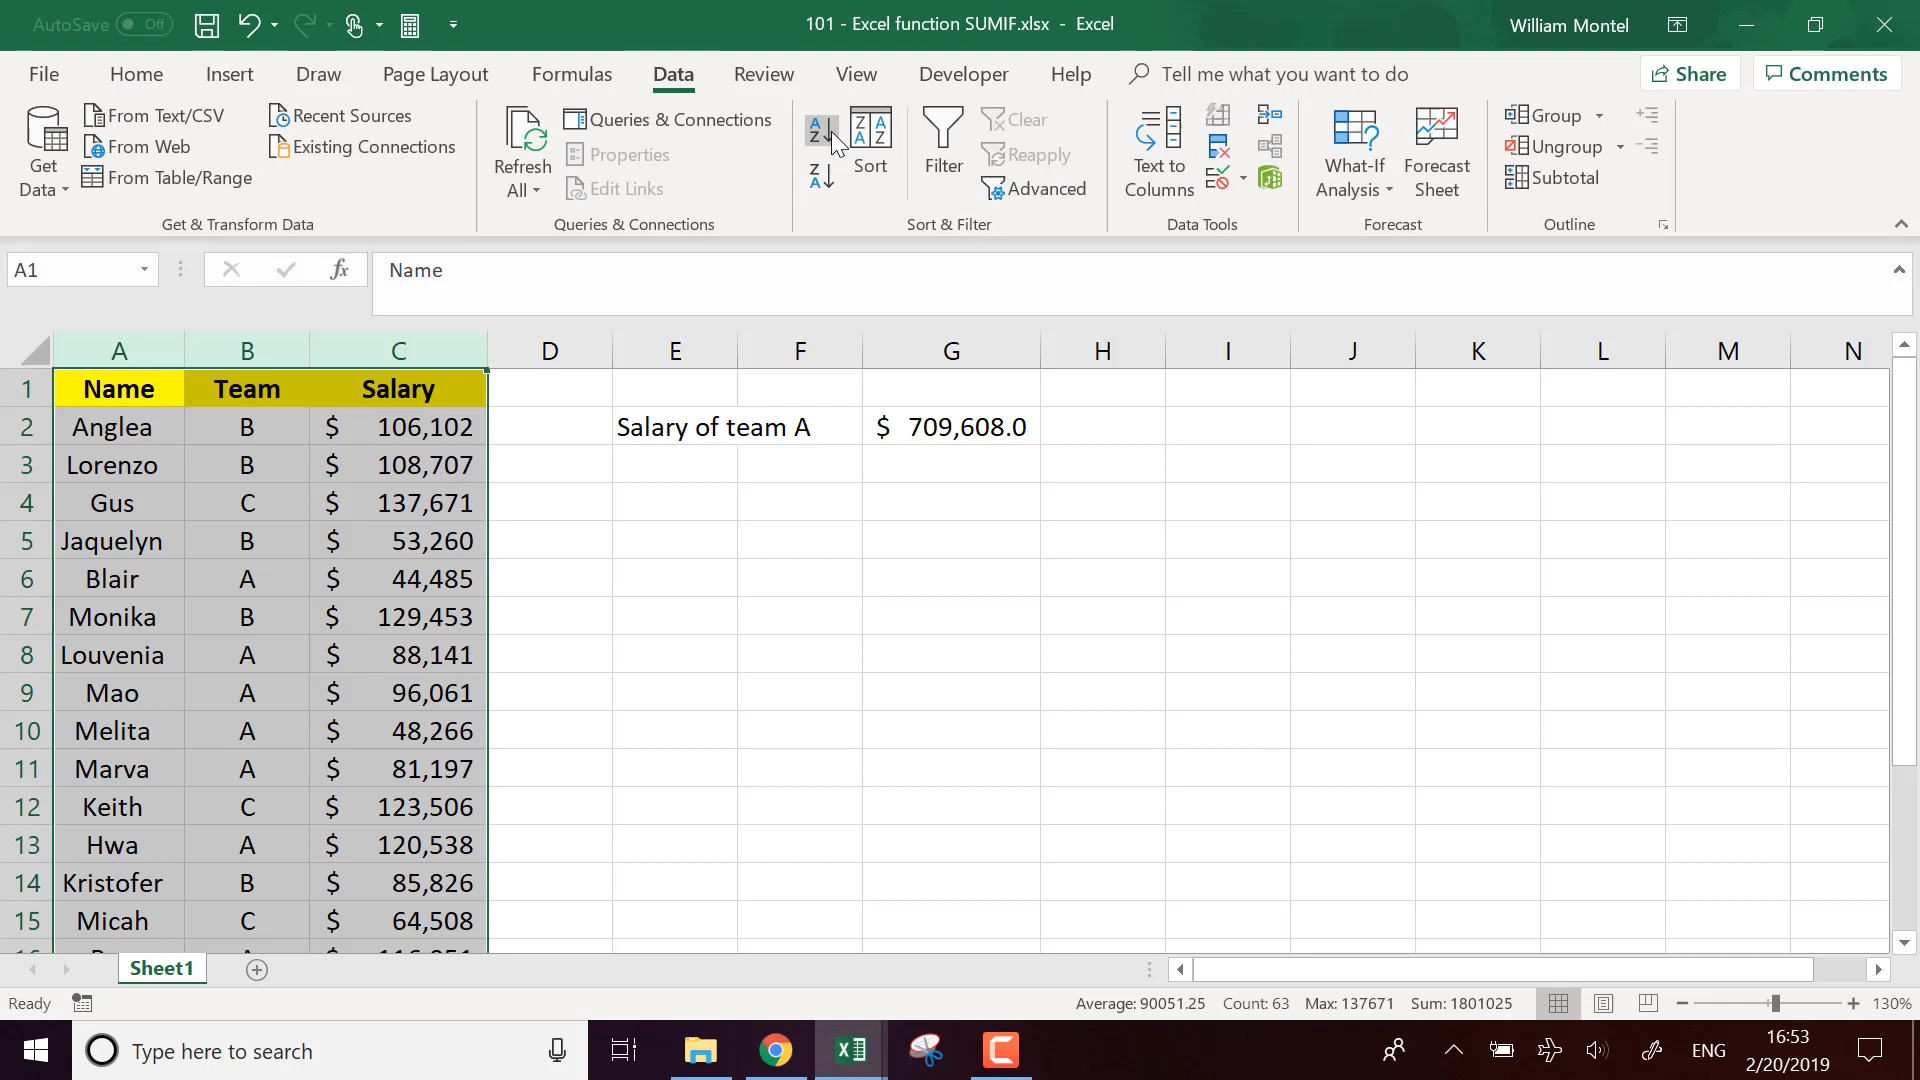 AutoSave Off
101 - Excel function SUMIF.xlsx - Excel
William Montel
File Home Insert Draw Page Layout Formulas Data Review View Developer Help Tell me what you want to do Share Comments
Get Data
From Text/CSV
From Web
From Table/Range
Recent Sources
Existing Connections
Get & Transform Data
Refresh All
Queries & Connections
Properties
Edit Links
Queries & Connections
Sort
Filter
Clear
Reapply
Advanced
Sort & Filter
Text to Columns
Data Tools
What-If Analysis
Forecast Sheet
Forecast
Group
Ungroup
Subtotal
Outline
A1 fx Name
A B C D E F G H I J K L M N
1 Name Team Salary
2 Anglea B $ 106,102 Salary of team A $ 709,608.0
3 Lorenzo B $ 108,707
4 Gus C $ 137,671
5 Jaquelyn B $ 53,260
6 Blair A $ 44,485
7 Monika B $ 129,453
8 Louvenia A $ 88,141
9 Mao A $ 96,061
10 Melita A $ 48,266
11 Marva A $ 81,197
12 Keith C $ 123,506
13 Hwa A $ 120,538
14 Kristofer B $ 85,826
15 Micah C $ 64,508
Sheet1
Ready Average: 90051.25 Count: 63 Max: 137671 Sum: 1801025 130%
Type here to search
ENG
16:53
2/20/2019